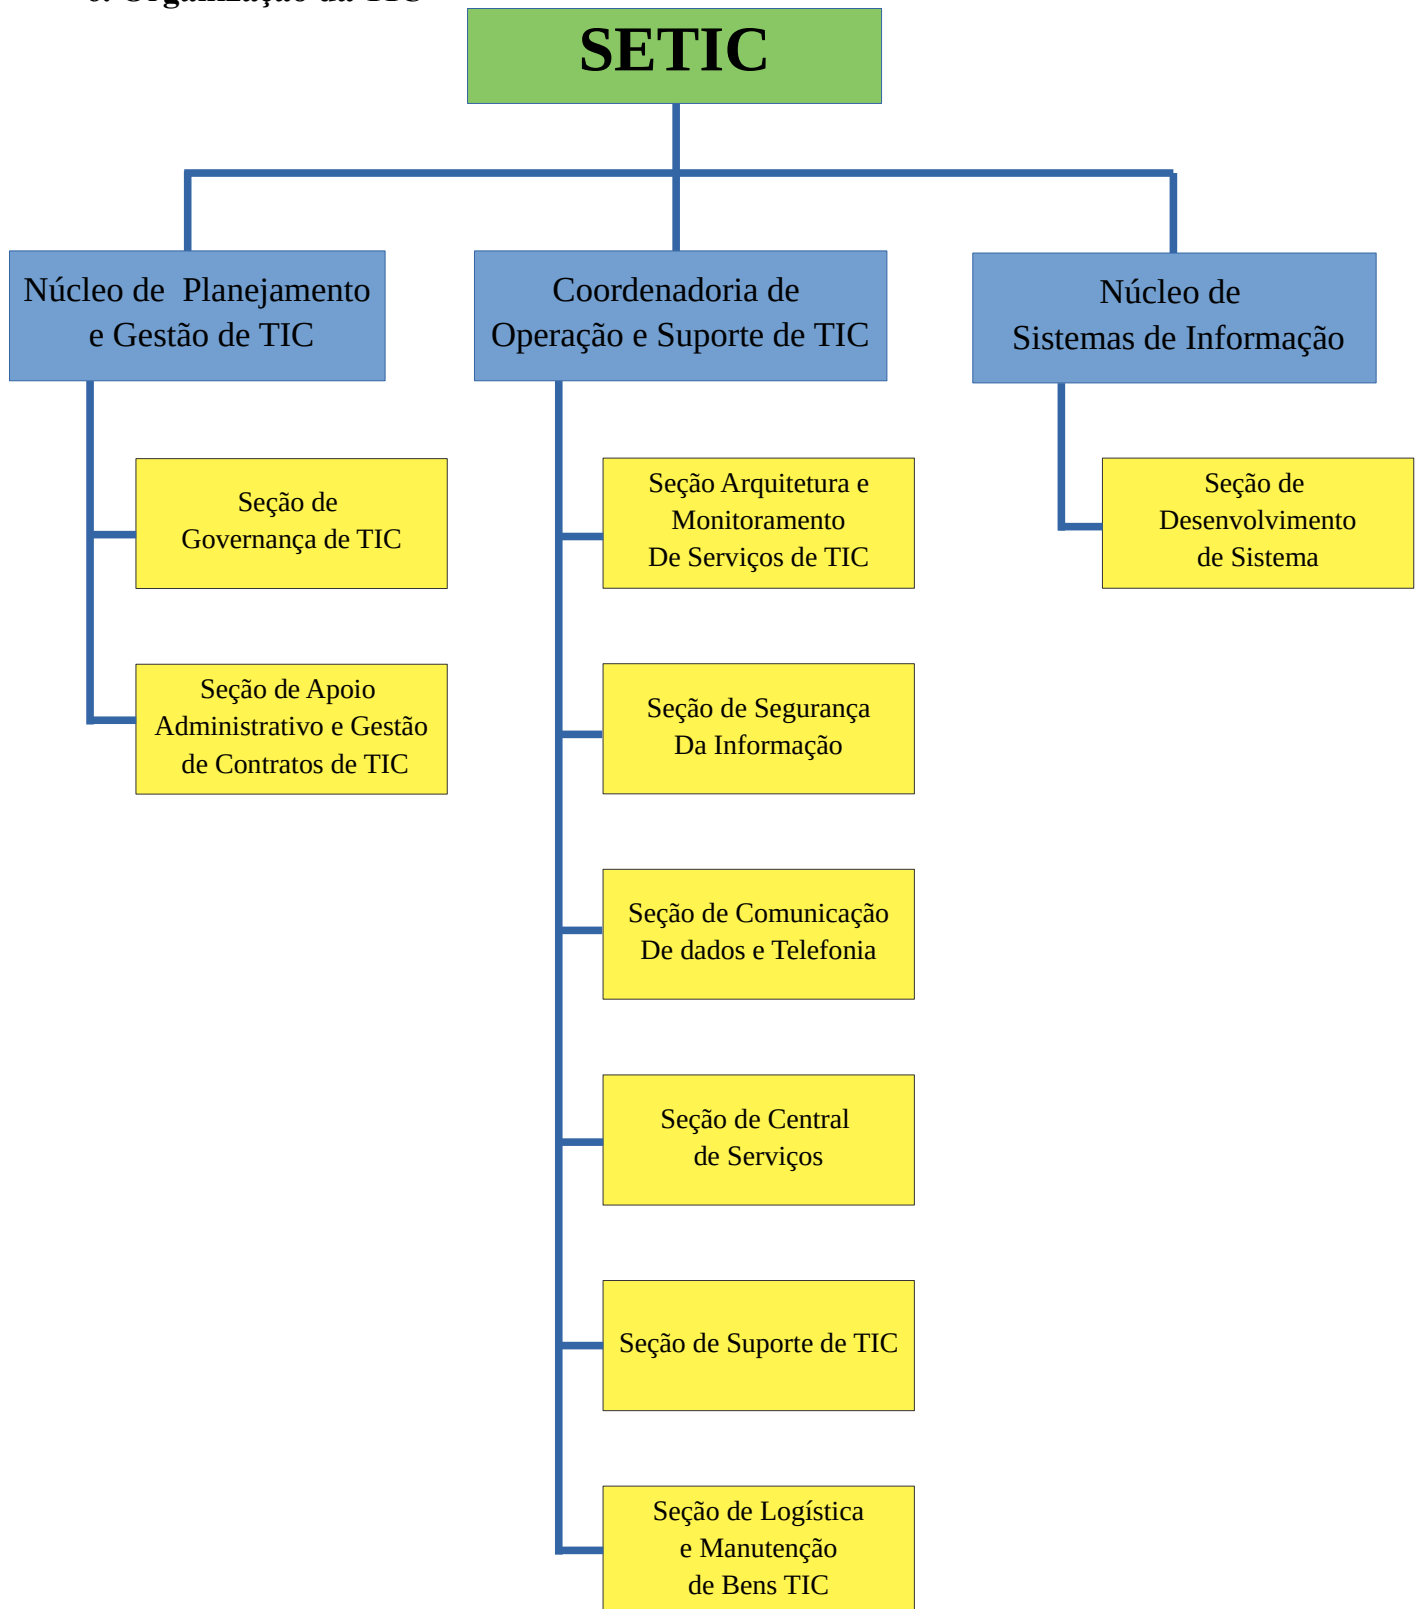 Organização da TIC
SETIC
Núcleo de Planejamento
e Gestão de TIC
Coordenadoria de
Operação e Suporte de TIC
Núcleo de
Sistemas de Informação
Seção de
Governança de TIC
Seção de Apoio
Administrativo e Gestão
de Contratos de TIC
Seção Arquitetura e
Monitoramento
De Serviços de TIC
Seção de Segurança
Da Informação
Seção de Comunicação
De dados e Telefonia
Seção de Central
de Serviços
Seção de Suporte de TIC
Seção de Logística
e Manutenção
de Bens TIC
Seção de
Desenvolvimento
de Sistema